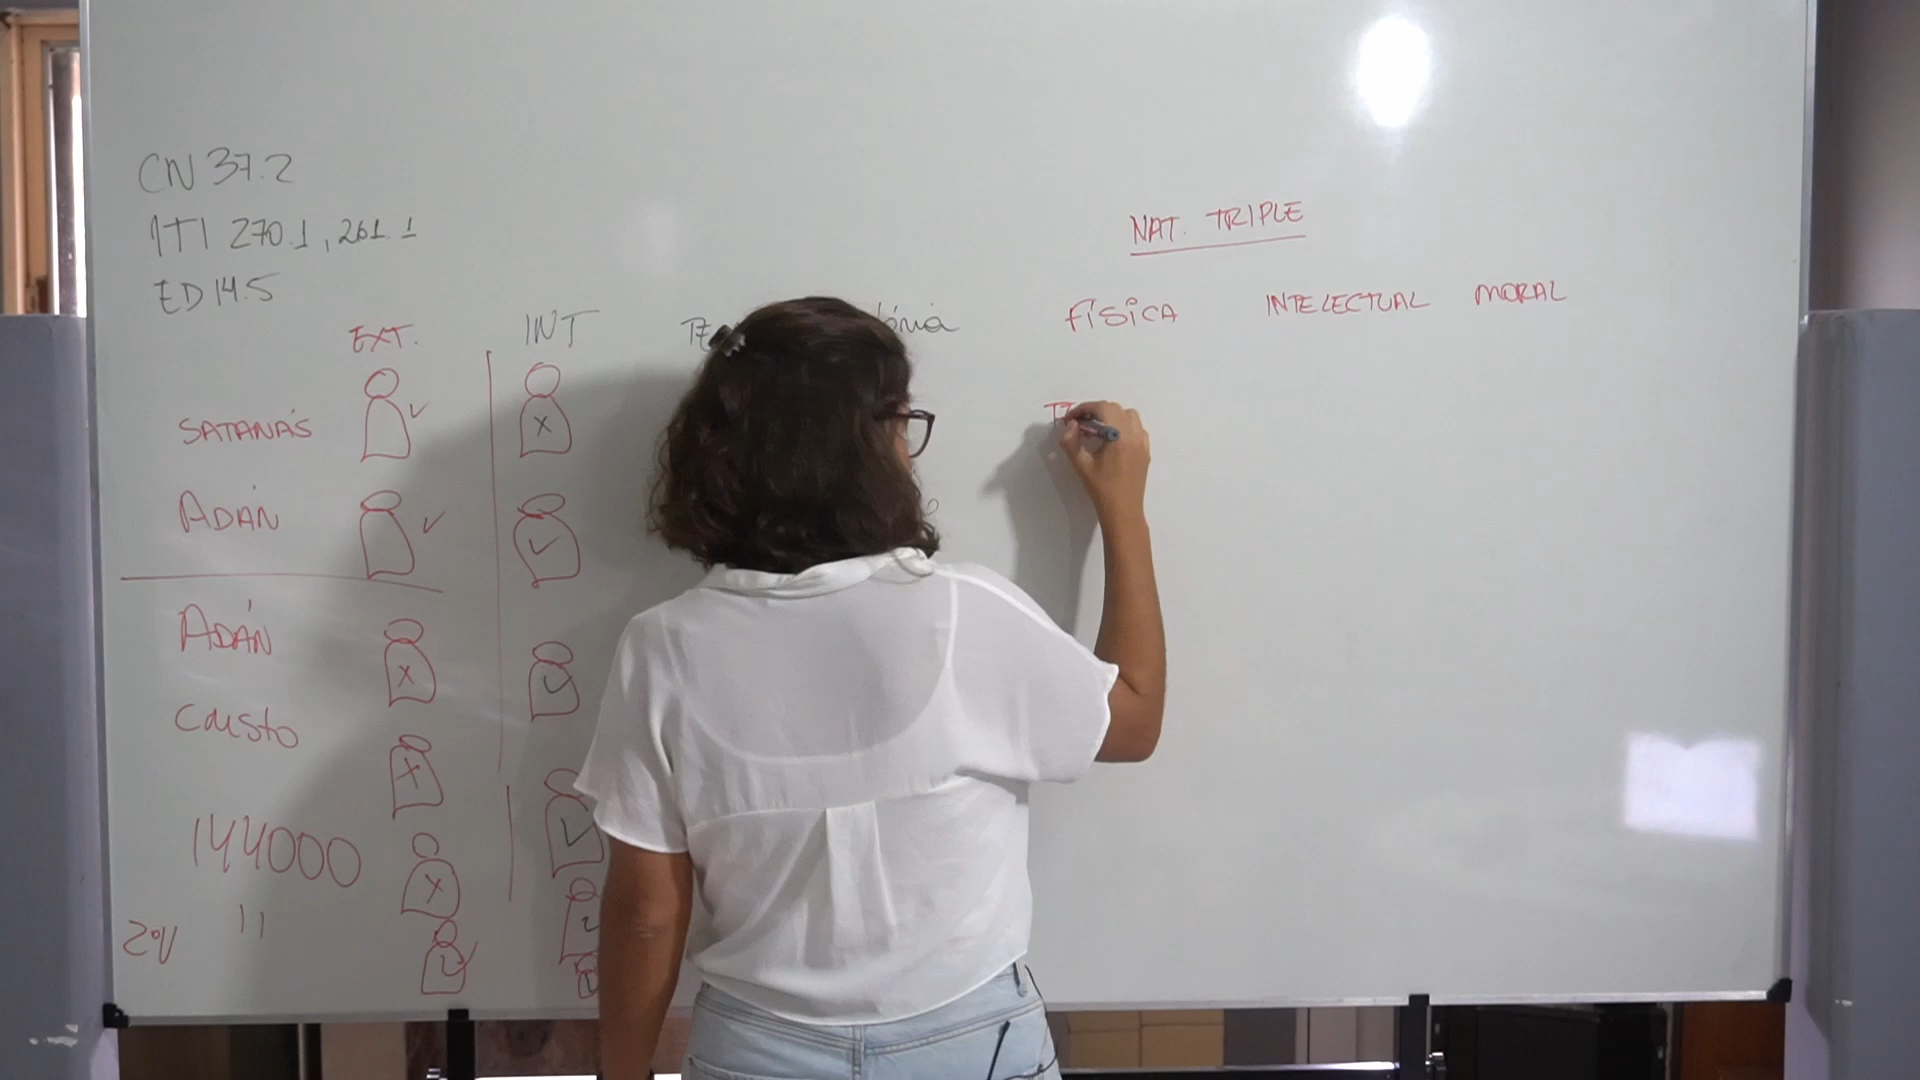 CN 37.2
1TI 270.1, 261.1
ED 14.5
NAT. TRIPLE
EXT. INT FÍSICA INTELECTUAL MORAL
SATANÁS
ADÁN
ADÁN
CRISTO
144000
2ºV "